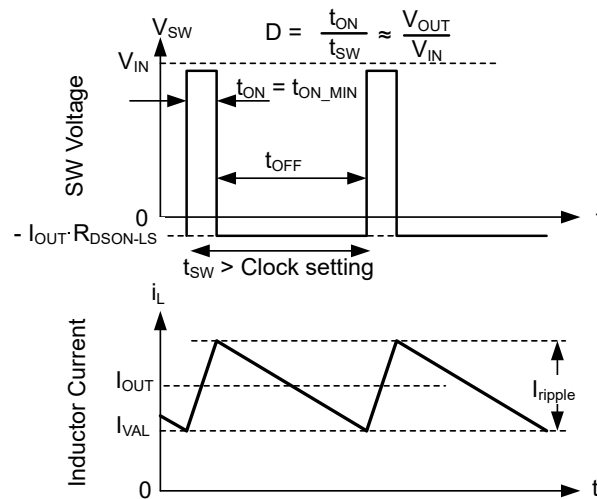 V_SW
D = t_ON / t_SW ≈ V_OUT / V_IN
V_IN
t_ON = t_ON_MIN
SW Voltage
t_OFF
0
t
- I_OUT·R_DSON-LS
t_SW > Clock setting
i_L
Inductor Current
I_OUT
I_ripple
I_VAL
0
t